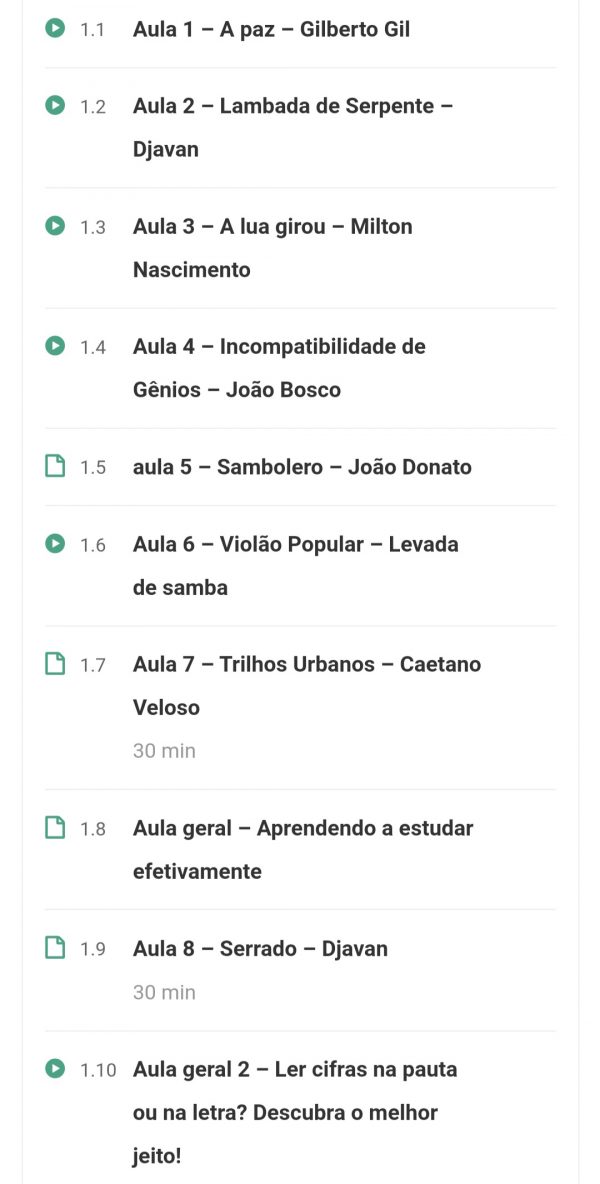 1.1 Aula 1 – A paz – Gilberto Gil
1.2 Aula 2 – Lambada de Serpente –
Djavan
1.3 Aula 3 – A lua girou – Milton
Nascimento
1.4 Aula 4 – Incompatibilidade de
Gênios – João Bosco
1.5 aula 5 – Sambolero – João Donato
1.6 Aula 6 – Violão Popular – Levada
de samba
1.7 Aula 7 – Trilhos Urbanos – Caetano
Veloso
30 min
1.8 Aula geral – Aprendendo a estudar
efetivamente
1.9 Aula 8 – Serrado – Djavan
30 min
1.10 Aula geral 2 – Ler cifras na pauta
ou na letra? Descubra o melhor
jeito!